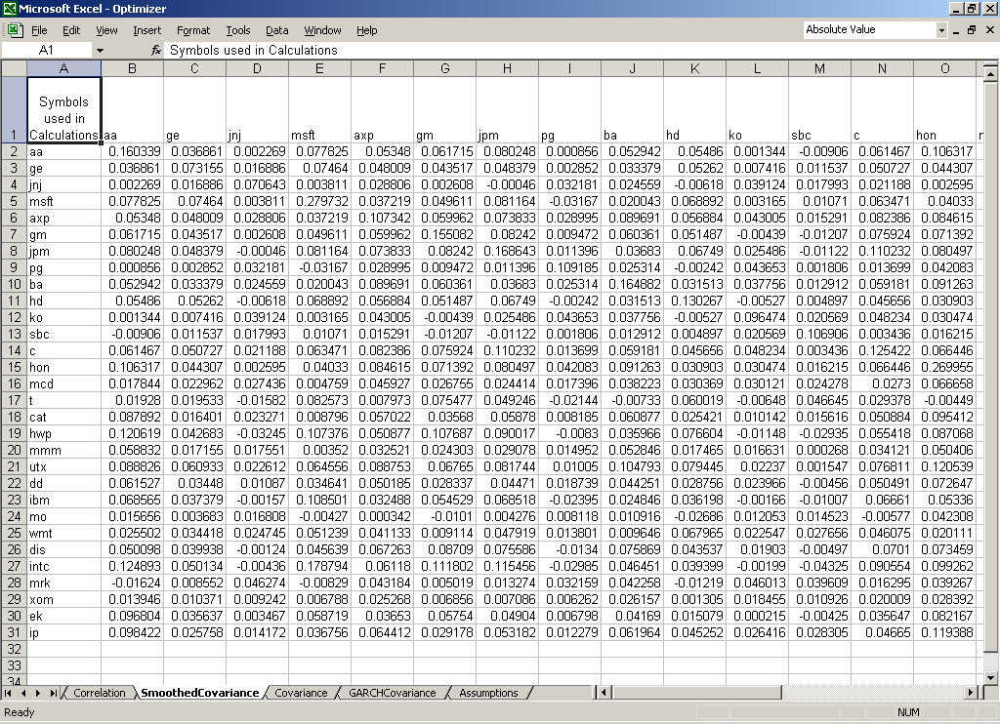 Microsoft Excel - Optimizer
File Edit View Insert Format Tools Data Window Help Absolute Value
A1 fx Symbols used in Calculations
A B C D E F G H I J K L M N O
Symbols
used in
1 Calculations aa ge jnj msft axp gm jpm pg ba hd ko sbc c hon
2 aa 0.160339 0.036861 0.002269 0.077825 0.05348 0.061715 0.080248 0.000856 0.052942 0.05486 0.001344 -0.00906 0.061467 0.106317
3 ge 0.036861 0.073155 0.016886 0.07464 0.048009 0.043517 0.048379 0.002852 0.033379 0.05262 0.007416 0.011537 0.050727 0.044307
4 jnj 0.002269 0.016886 0.070643 0.003811 0.028806 0.002608 -0.00046 0.032181 0.024559 -0.00618 0.039124 0.017993 0.021188 0.002595
5 msft 0.077825 0.07464 0.003811 0.279732 0.037219 0.049611 0.081164 -0.03167 0.020043 0.068892 0.003165 0.01071 0.063471 0.04033
6 axp 0.05348 0.048009 0.028806 0.037219 0.107342 0.059962 0.073833 0.028995 0.089691 0.056884 0.043005 0.015291 0.082386 0.084615
7 gm 0.061715 0.043517 0.002608 0.049611 0.059962 0.155082 0.08242 0.009472 0.060361 0.051487 -0.00439 -0.01207 0.075924 0.071392
8 jpm 0.080248 0.048379 -0.00046 0.081164 0.073833 0.08242 0.168643 0.011396 0.03683 0.06749 0.025486 -0.01122 0.110232 0.080497
9 pg 0.000856 0.002852 0.032181 -0.03167 0.028995 0.009472 0.011396 0.109185 0.025314 -0.00242 0.043653 0.001806 0.013699 0.042083
10 ba 0.052942 0.033379 0.024559 0.020043 0.089691 0.060361 0.03683 0.025314 0.164882 0.031513 0.037756 0.012912 0.059181 0.091263
11 hd 0.05486 0.05262 -0.00618 0.068892 0.056884 0.051487 0.06749 -0.00242 0.031513 0.130267 -0.00527 0.004897 0.045656 0.030903
12 ko 0.001344 0.007416 0.039124 0.003165 0.043005 -0.00439 0.025486 0.043653 0.037756 -0.00527 0.096474 0.020569 0.048234 0.030474
13 sbc -0.00906 0.011537 0.017993 0.01071 0.015291 -0.01207 -0.01122 0.001806 0.012912 0.004897 0.020569 0.106906 0.003436 0.016215
14 c 0.061467 0.050727 0.021188 0.063471 0.082386 0.075924 0.110232 0.013699 0.059181 0.045656 0.048234 0.003436 0.125422 0.066446
15 hon 0.106317 0.044307 0.002595 0.04033 0.084615 0.071392 0.080497 0.042083 0.091263 0.030903 0.030474 0.016215 0.066446 0.269955
16 mcd 0.017844 0.022962 0.027436 0.004759 0.045927 0.026755 0.024414 0.017396 0.038223 0.030369 0.030121 0.024278 0.0273 0.066658
17 t 0.01928 0.019533 -0.01582 0.082573 0.007973 0.075477 0.049246 -0.02144 -0.00733 0.060019 -0.00648 0.046645 0.029378 -0.00449
18 cat 0.087892 0.016401 0.023271 0.008796 0.057022 0.03568 0.05878 0.008185 0.060877 0.025421 0.010142 0.015616 0.050884 0.095412
19 hwp 0.120619 0.042683 -0.03245 0.107376 0.050877 0.107687 0.090017 -0.0083 0.035966 0.076604 -0.01148 -0.02935 0.055418 0.087068
20 mmm 0.058832 0.017155 0.017551 0.00352 0.032521 0.024303 0.029078 0.014952 0.052846 0.017465 0.016631 0.000268 0.034121 0.050406
21 utx 0.088826 0.060933 0.022612 0.064556 0.088753 0.06765 0.081744 0.01005 0.104793 0.079445 0.02237 0.001547 0.076811 0.120539
22 dd 0.061527 0.03448 0.01087 0.034641 0.050185 0.028337 0.04471 0.018739 0.044251 0.028756 0.023966 -0.00456 0.050491 0.072647
23 ibm 0.068565 0.037379 -0.00157 0.108501 0.032488 0.054529 0.068518 -0.02395 0.024846 0.036198 -0.00166 -0.01007 0.06661 0.05336
24 mo 0.015656 0.003683 0.016808 -0.00427 0.000342 -0.0101 0.004276 0.008118 0.010916 -0.02686 0.012053 0.014523 -0.00577 0.042308
25 wmt 0.025502 0.034418 0.024745 0.051239 0.041133 0.009114 0.047919 0.013801 0.009646 0.067965 0.022547 0.027656 0.046075 0.020111
26 dis 0.050098 0.039938 -0.00124 0.045639 0.067263 0.08709 0.075586 -0.0134 0.075869 0.043537 0.01903 -0.00497 0.0701 0.073459
27 intc 0.124893 0.050134 -0.00436 0.178794 0.06118 0.111802 0.115456 -0.02985 0.046451 0.039399 -0.00199 -0.04325 0.090554 0.099262
28 mrk -0.01624 0.008552 0.046274 -0.00829 0.043184 0.005019 0.013274 0.032159 0.042258 -0.01219 0.046013 0.039609 0.016295 0.039267
29 xom 0.013946 0.010371 0.009242 0.006788 0.025268 0.006856 0.007086 0.006262 0.026157 0.001305 0.018455 0.010926 0.020009 0.028392
30 ek 0.096804 0.035637 0.003467 0.058719 0.03653 0.05754 0.04904 0.006798 0.04169 0.015079 0.000215 -0.00425 0.035647 0.082167
31 ip 0.098422 0.025758 0.014172 0.036756 0.064412 0.029178 0.053182 0.012279 0.061964 0.045252 0.026416 0.028305 0.04665 0.119388
32
33
34
Correlation SmoothedCovariance Covariance GARCHCovariance Assumptions
Ready NUM